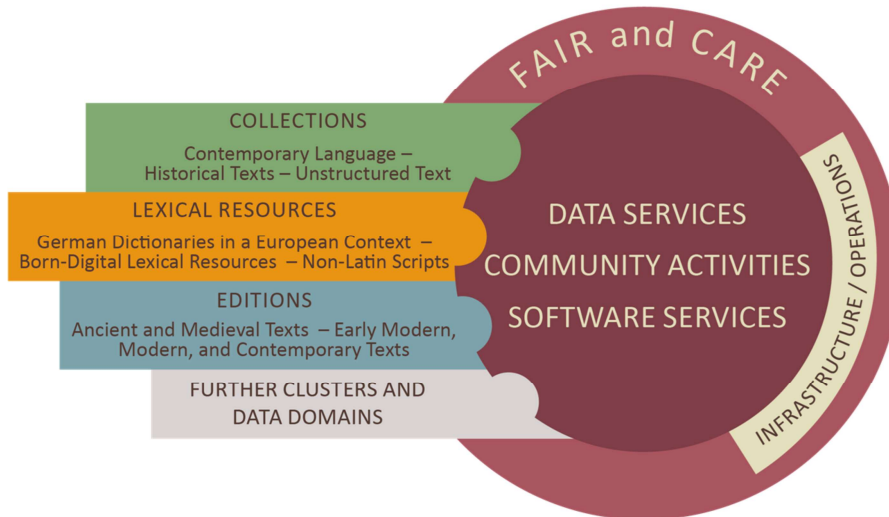 FAIR and CARE
COLLECTIONS
Contemporary Language –
Historical Texts – Unstructured Text
LEXICAL RESOURCES
German Dictionaries in a European Context –
Born-Digital Lexical Resources – Non-Latin Scripts
EDITIONS
Ancient and Medieval Texts – Early Modern,
Modern, and Contemporary Texts
FURTHER CLUSTERS AND
DATA DOMAINS
DATA SERVICES
COMMUNITY ACTIVITIES
SOFTWARE SERVICES
INFRASTRUCTURE / OPERATIONS